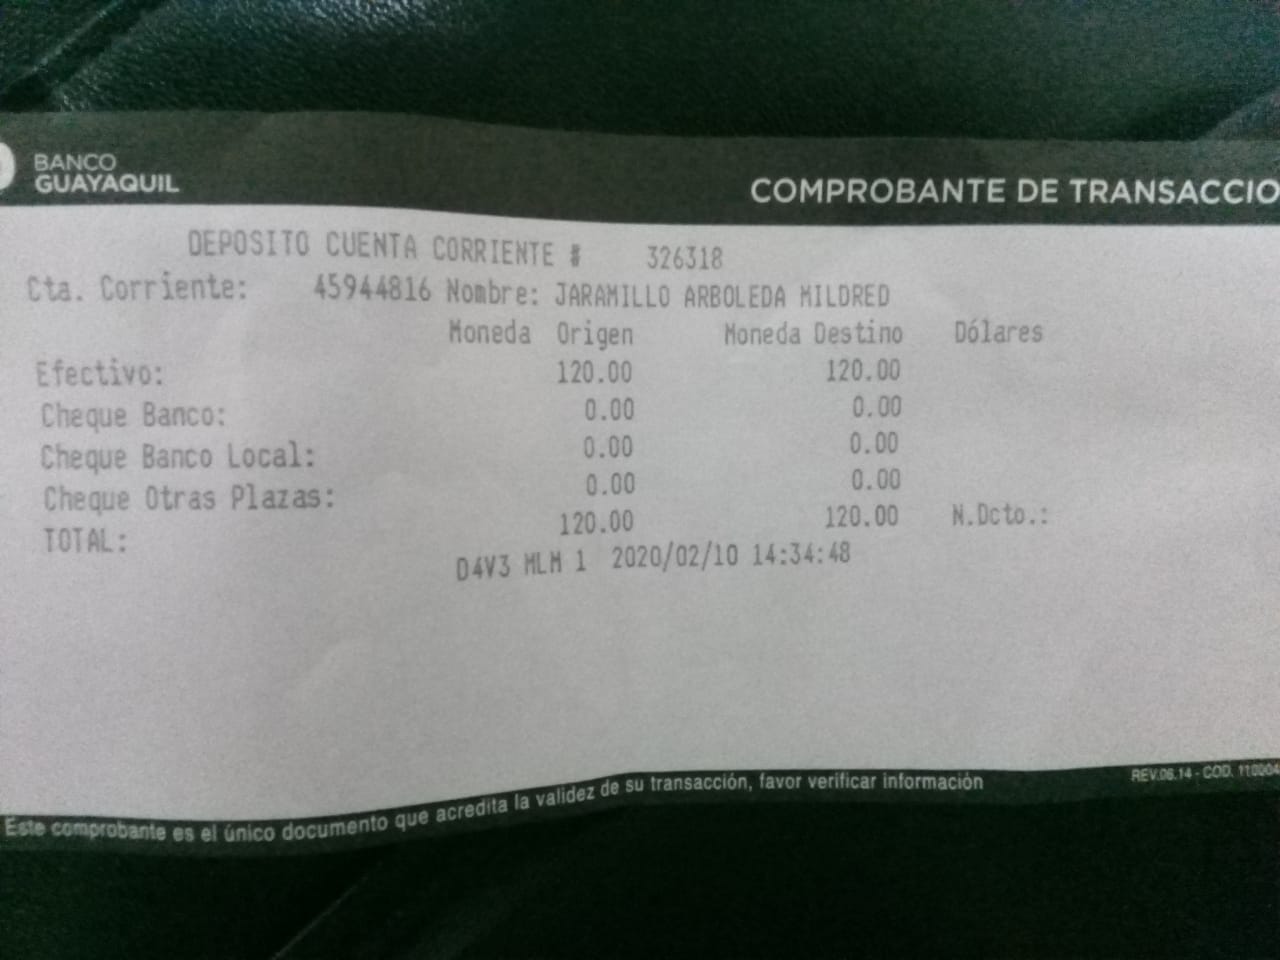 BANCO
GUAYAQUIL
COMPROBANTE DE TRANSACCIO
DEPOSITO CUENTA CORRIENTE # 326318
Cta. Corriente: 45944816 Nombre: JARAMILLO ARBOLEDA MILDRED
Moneda Origen Moneda Destino Dólares
Efectivo: 120.00 120.00
Cheque Banco: 0.00 0.00
Cheque Banco Local: 0.00 0.00
Cheque Otras Plazas: 0.00 0.00
TOTAL: 120.00 120.00 N.Dcto.:
D4V3 MLM 1 2020/02/10 14:34:48
Este comprobante es el único documento que acredita la validez de su transacción, favor verificar información
REV.06.14 - COD.